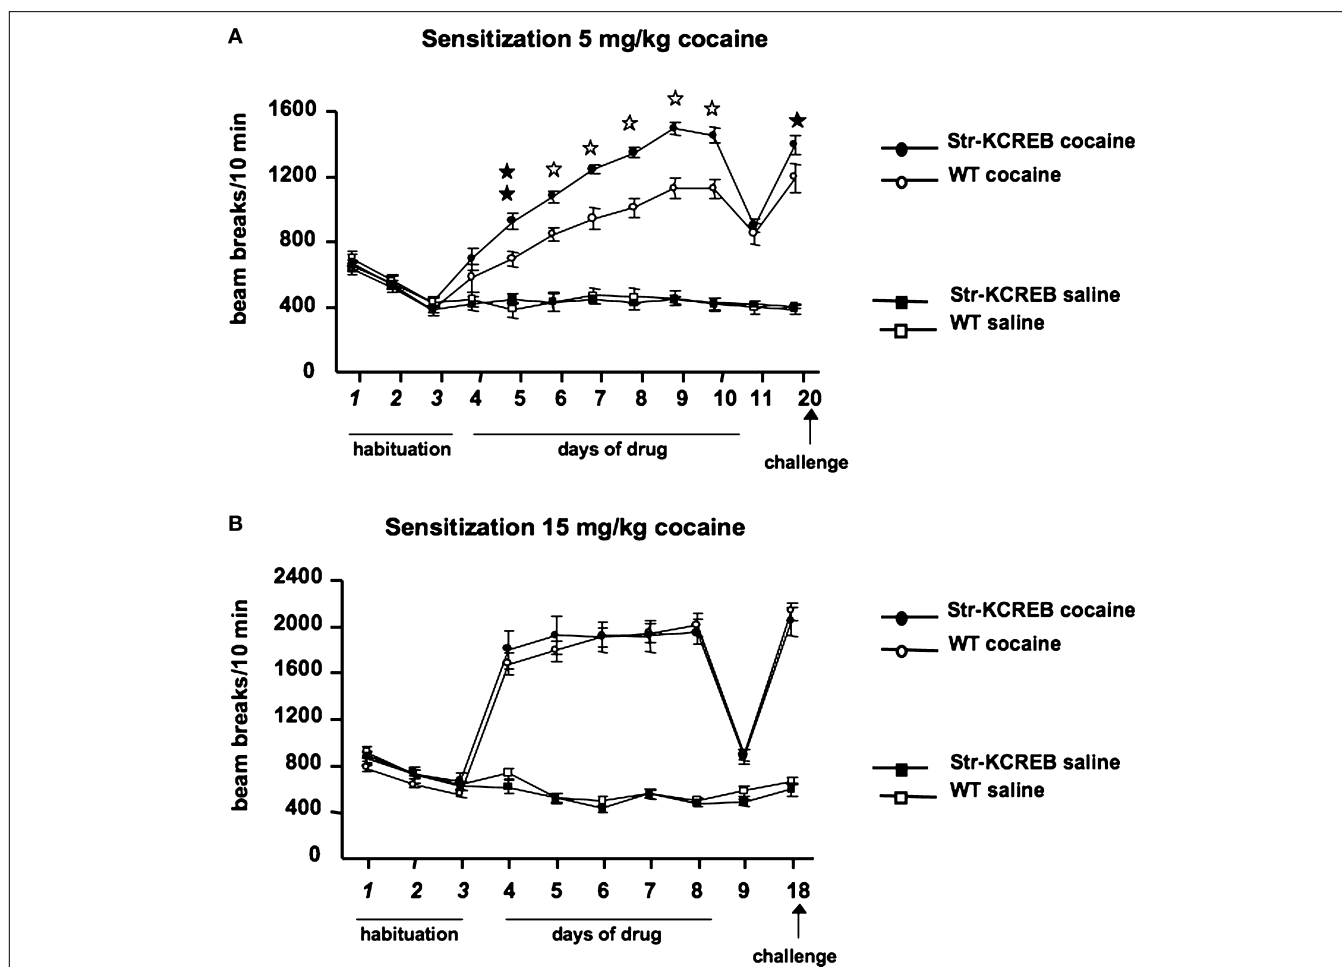 A
Sensitization 5 mg/kg cocaine
1600
1200
800
400
0
beam breaks/10 min
Str-KCREB cocaine
WT cocaine
Str-KCREB saline
WT saline
1 2 3 4 5 6 7 8 9 10 11 20
habituation days of drug
challenge
B
Sensitization 15 mg/kg cocaine
2400
2000
1600
1200
800
400
0
beam breaks/10 min
Str-KCREB cocaine
WT cocaine
Str-KCREB saline
WT saline
1 2 3 4 5 6 7 8 9 18
habituation days of drug
challenge